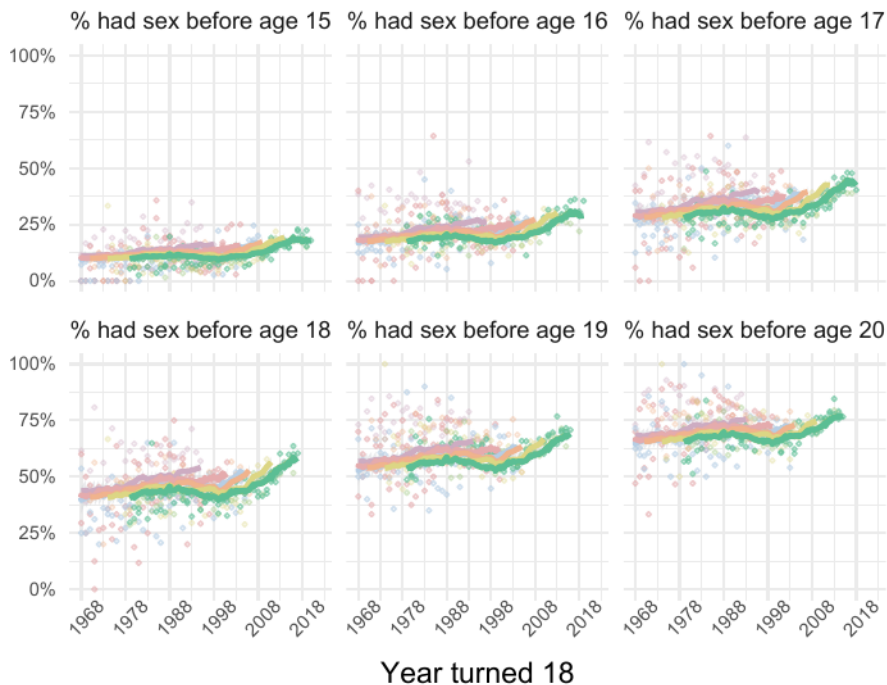 % had sex before age 15 % had sex before age 16 % had sex before age 17
100%
75%
50%
25%
0%
% had sex before age 18 % had sex before age 19 % had sex before age 20
100%
75%
50%
25%
0%
1968 1978 1988 1998 2008 2018 1968 1978 1988 1998 2008 2018 1968 1978 1988 1998 2008 2018
Year turned 18